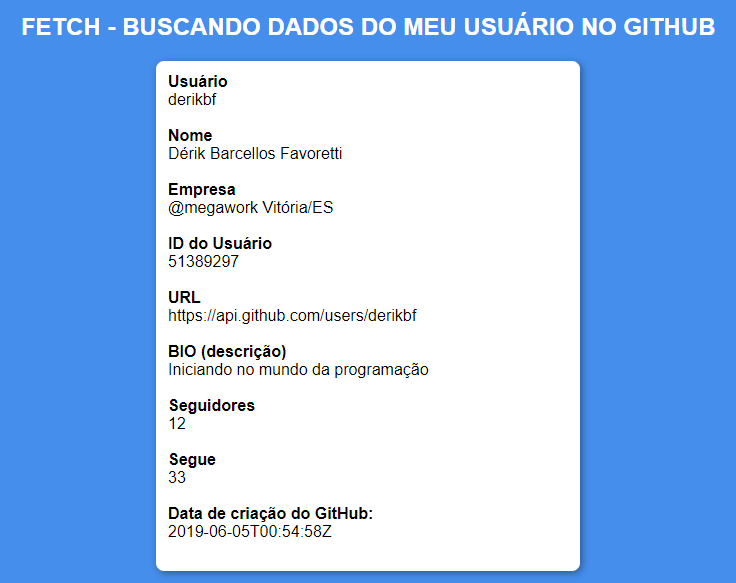 FETCH - BUSCANDO DADOS DO MEU USUÁRIO NO GITHUB
Usuário
derikbf
Nome
Dérik Barcellos Favoretti
Empresa
@megawork Vitória/ES
ID do Usuário
51389297
URL
https://api.github.com/users/derikbf
BIO (descrição)
Iniciando no mundo da programação
Seguidores
12
Segue
33
Data de criação do GitHub:
2019-06-05T00:54:58Z